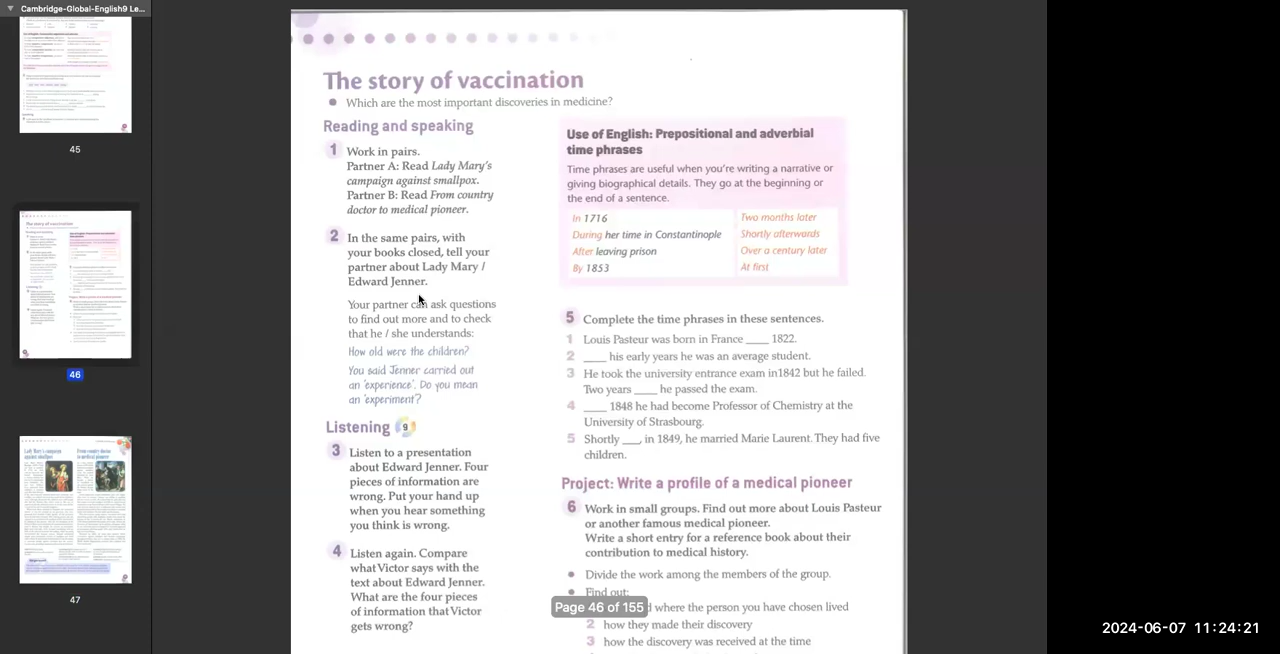 Cambridge-Global-English9 Le...
45
46
47
The story of vaccination
Which are the most important discoveries in medicine?
Reading and speaking
1 Work in pairs.
Partner A: Read Lady Mary's
campaign against smallpox.
Partner B: Read From country
doctor to medical pioneer.
2 In the same pairs, with
your books closed, tell your
partner about Lady Mary /
Edward Jenner.
partner can ask questions
to find out more and to check
that he / she understands:
How old were the children?
You said Jenner carried out
an 'experience'. Do you mean
an 'experiment'?
Listening 9
3 Listen to a presentation
about Edward Jenner. Four
pieces of information are
wrong. Put your hand up
when you hear something
you think is wrong.
4 Listen again. Compare
what Victor says with the
text about Edward Jenner.
What are the four pieces
of information that Victor
gets wrong?
Use of English: Prepositional and adverbial
time phrases
Time phrases are useful when you're writing a narrative or
giving biographical details. They go at the beginning or
the end of a sentence.
In 1716 Two months later
During her time in Constantinople Shortly afterwards
After leaving prison Over a century later
By 1853 At first
5 Complete the time phrases in these sentences.
1 Louis Pasteur was born in France ____ 1822.
2 ____ his early years he was an average student.
3 He took the university entrance exam in1842 but he failed.
Two years ____ he passed the exam.
4 ____ 1848 he had become Professor of Chemistry at the
University of Strasbourg.
5 Shortly ____, in 1849, he married Marie Laurent. They had five
children.
Project: Write a profile of a medical pioneer
6 Work in small groups. Find out more about Louis Pasteur
or another famous medical pioneer.
Write a short entry for a reference book about their
contribution to medical history.
Divide the work among the members of the group.
Find out:
where the person you have chosen lived
2 how they made their discovery
3 how the discovery was received at the time
Page 46 of 155
2024-06-07 11:24:21